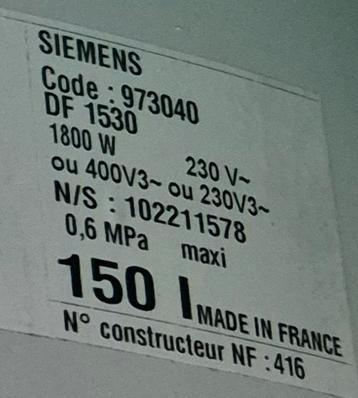 SIEMENS
Code : 973040
DF 1530
1800 W 230 V~
ou 400V3~ ou 230V3~
N/S : 102211578
0,6 MPa maxi
150 l MADE IN FRANCE
N° constructeur NF : 416